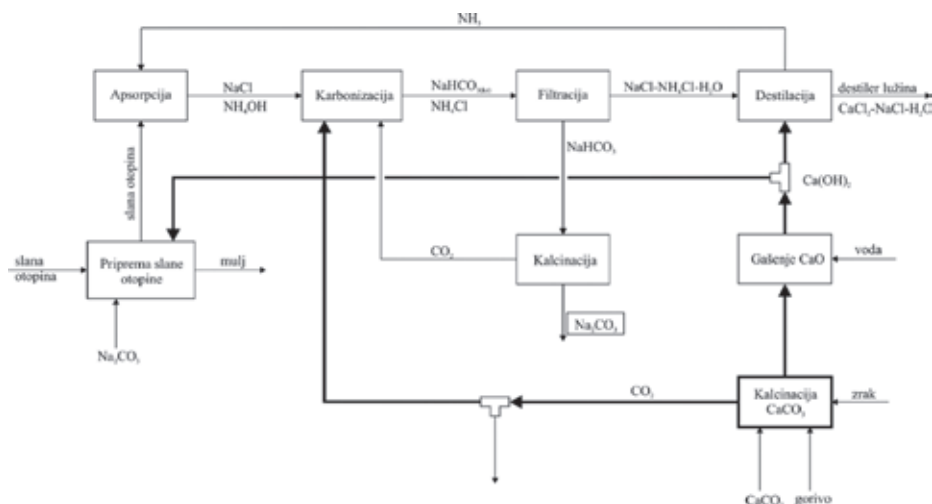 NH₃
Apsorpcija
NaCl
NH₄OH
Karbonizacija
NH₄Cl
Filtracija
NaCl-NH₄Cl-H₂O
Destilacija
destiler lužina
CaCl₂-NaCl-H₂O
slana otopina
NaHCO₃
Ca(OH)₂
slana
otopina
Priprema slane
otopine
mulj
CO₂
Kalcinacija
Gašenje CaO
voda
Na₂CO₃
Na₂CO₃
CO₂
Kalcinacija
CaCO₃
zrak
CaCO₃
gorivo